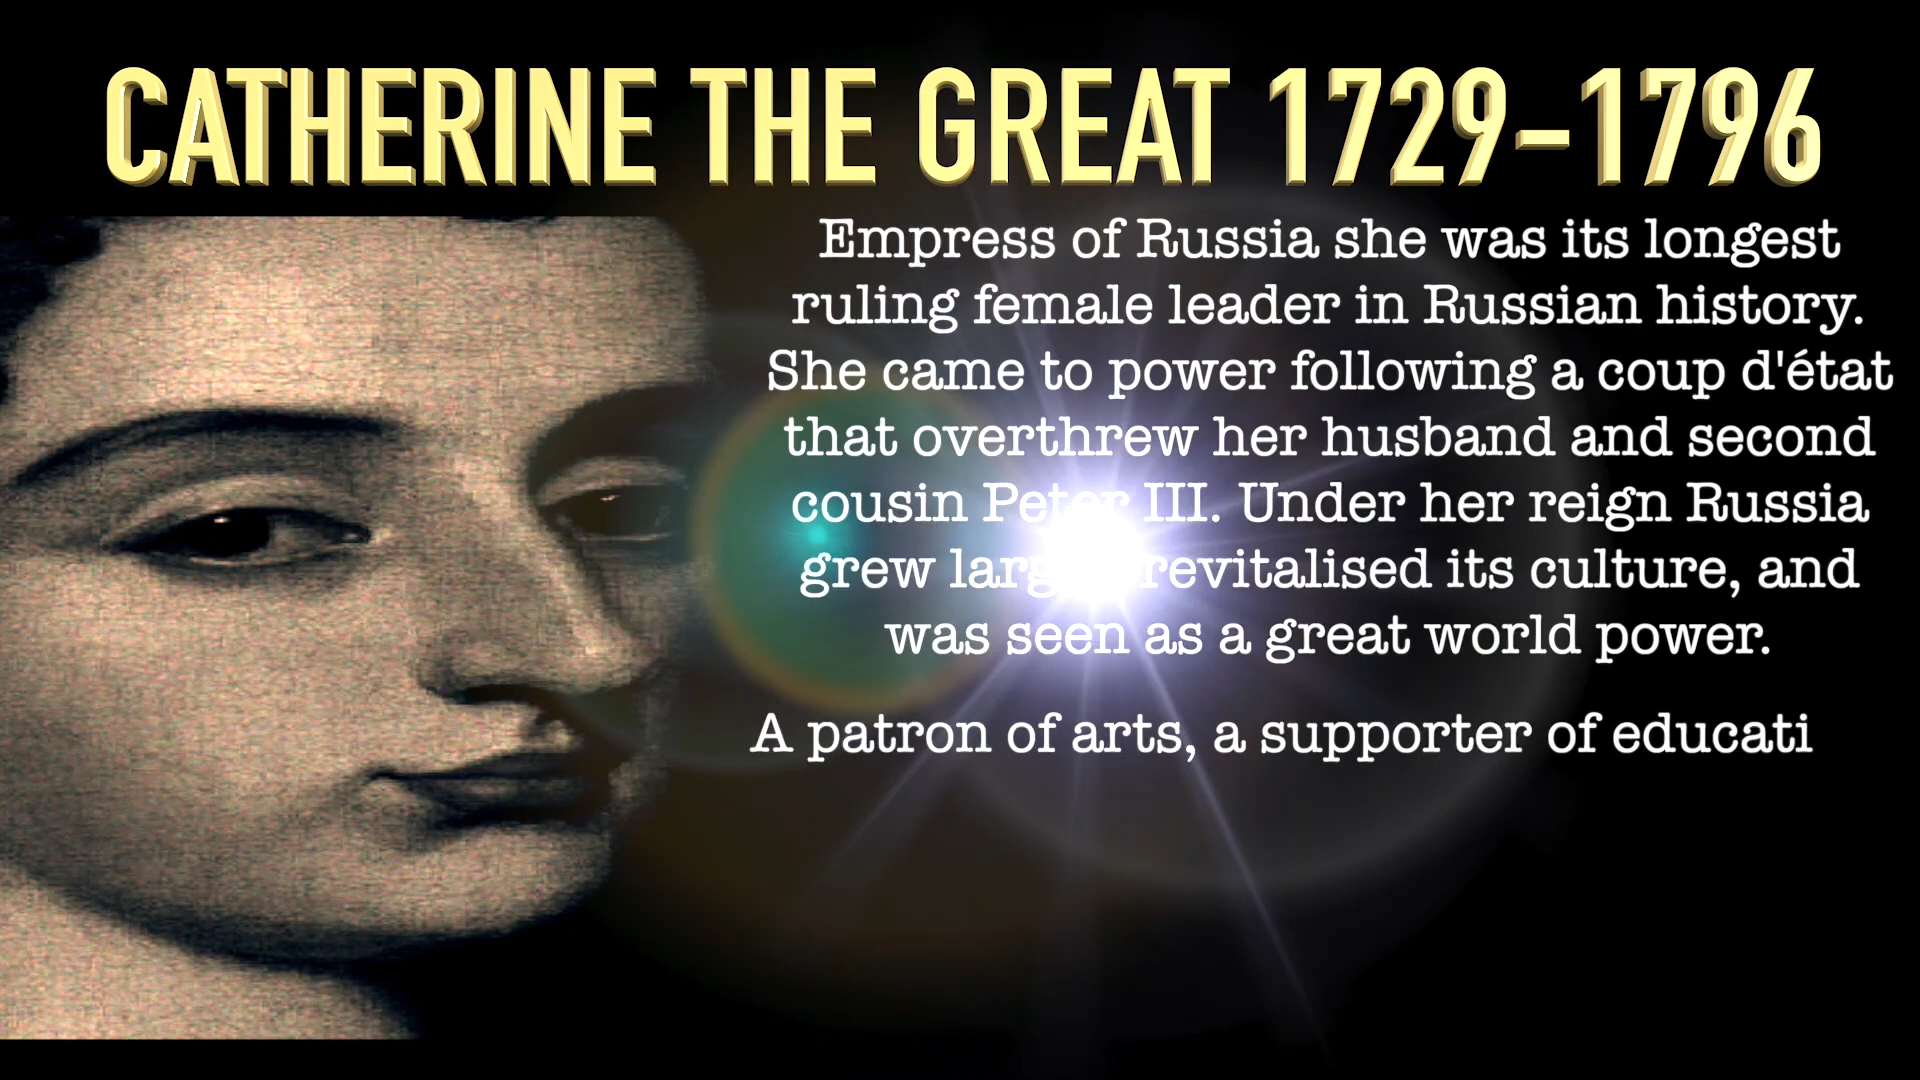 CATHERINE THE GREAT 1729-1796
Empress of Russia she was its longest
ruling female leader in Russian history.
She came to power following a coup d'état
that overthrew her husband and second
cousin Peter III. Under her reign Russia
grew revitalised its culture, and
was seen as a great world power.
A patron of arts, a supporter of educati